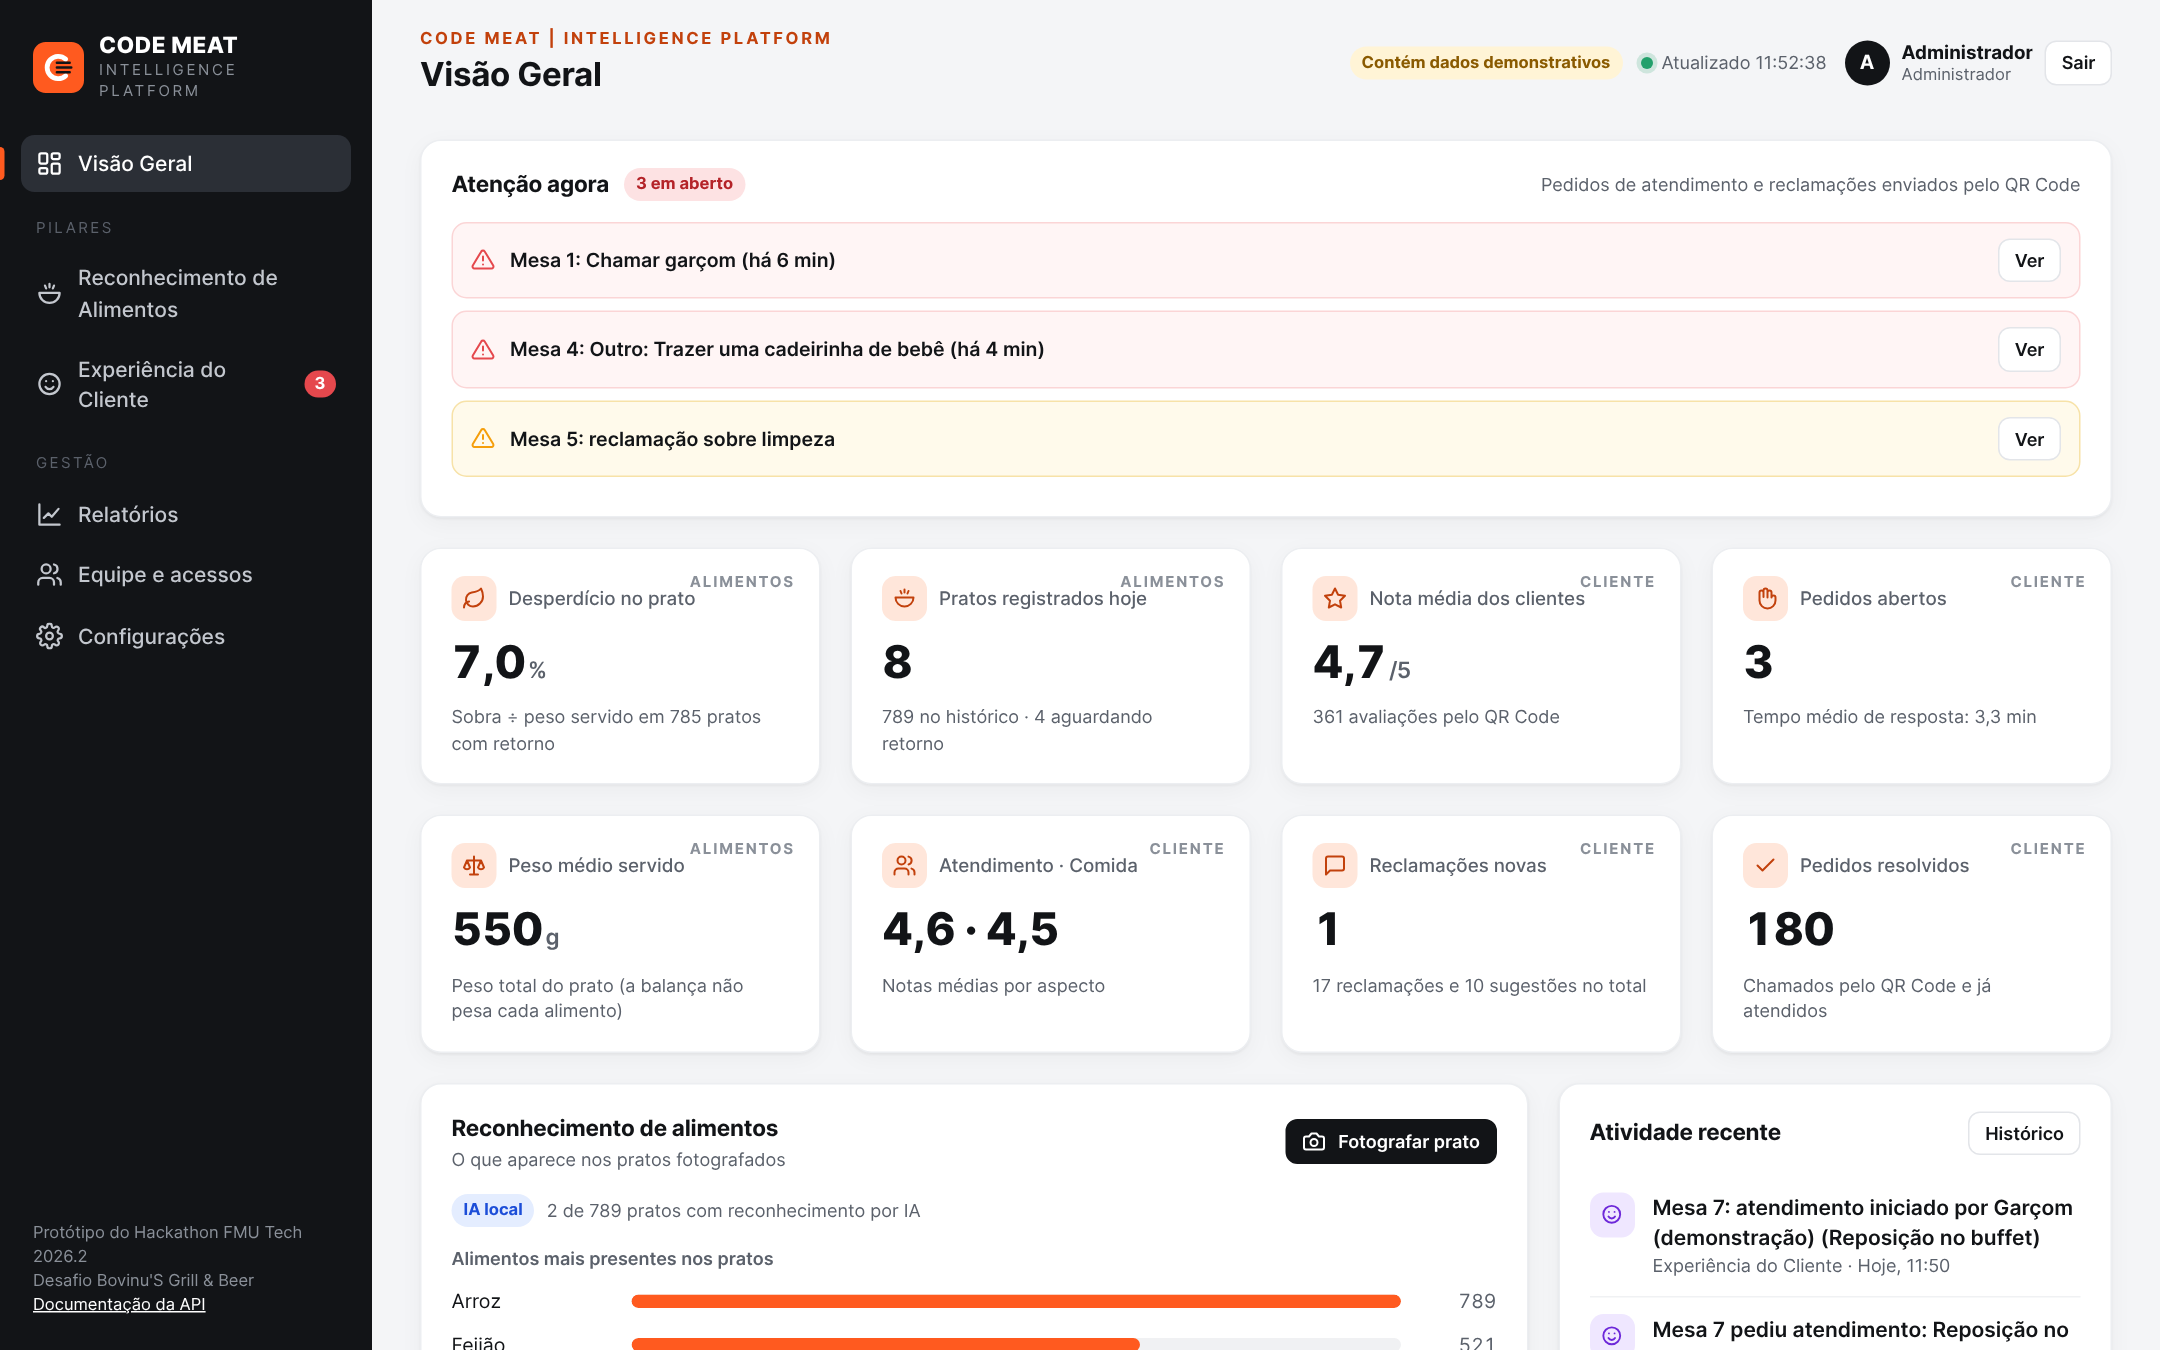 CODE MEAT
INTELLIGENCE
PLATFORM
Visão Geral
PILARES
Reconhecimento de
Alimentos
Experiência do
Cliente
3
GESTÃO
Relatórios
Equipe e acessos
Configurações
Protótipo do Hackathon FMU Tech
2026.2
Desafio Bovinu'S Grill & Beer
Documentação da API
CODE MEAT | INTELLIGENCE PLATFORM
Visão Geral
Contém dados demonstrativos
Atualizado 11:52:38
A
Administrador
Administrador
Sair
Atenção agora
3 em aberto
Pedidos de atendimento e reclamações enviados pelo QR Code
Mesa 1: Chamar garçom (há 6 min)
Ver
Mesa 4: Outro: Trazer uma cadeirinha de bebê (há 4 min)
Ver
Mesa 5: reclamação sobre limpeza
Ver
ALIMENTOS
Desperdício no prato
7,0%
Sobra ÷ peso servido em 785 pratos
com retorno
ALIMENTOS
Pratos registrados hoje
8
789 no histórico · 4 aguardando
retorno
CLIENTE
Nota média dos clientes
4,7/5
361 avaliações pelo QR Code
CLIENTE
Pedidos abertos
3
Tempo médio de resposta: 3,3 min
ALIMENTOS
Peso médio servido
550g
Peso total do prato (a balança não
pesa cada alimento)
CLIENTE
Atendimento · Comida
4,6 · 4,5
Notas médias por aspecto
CLIENTE
Reclamações novas
1
17 reclamações e 10 sugestões no total
CLIENTE
Pedidos resolvidos
180
Chamados pelo QR Code e já
atendidos
Reconhecimento de alimentos
O que aparece nos pratos fotografados
Fotografar prato
IA local
2 de 789 pratos com reconhecimento por IA
Alimentos mais presentes nos pratos
Arroz
789
Feijão
521
Atividade recente
Histórico
Mesa 7: atendimento iniciado por Garçom
(demonstração) (Reposição no buffet)
Experiência do Cliente · Hoje, 11:50
Mesa 7 pediu atendimento: Reposição no